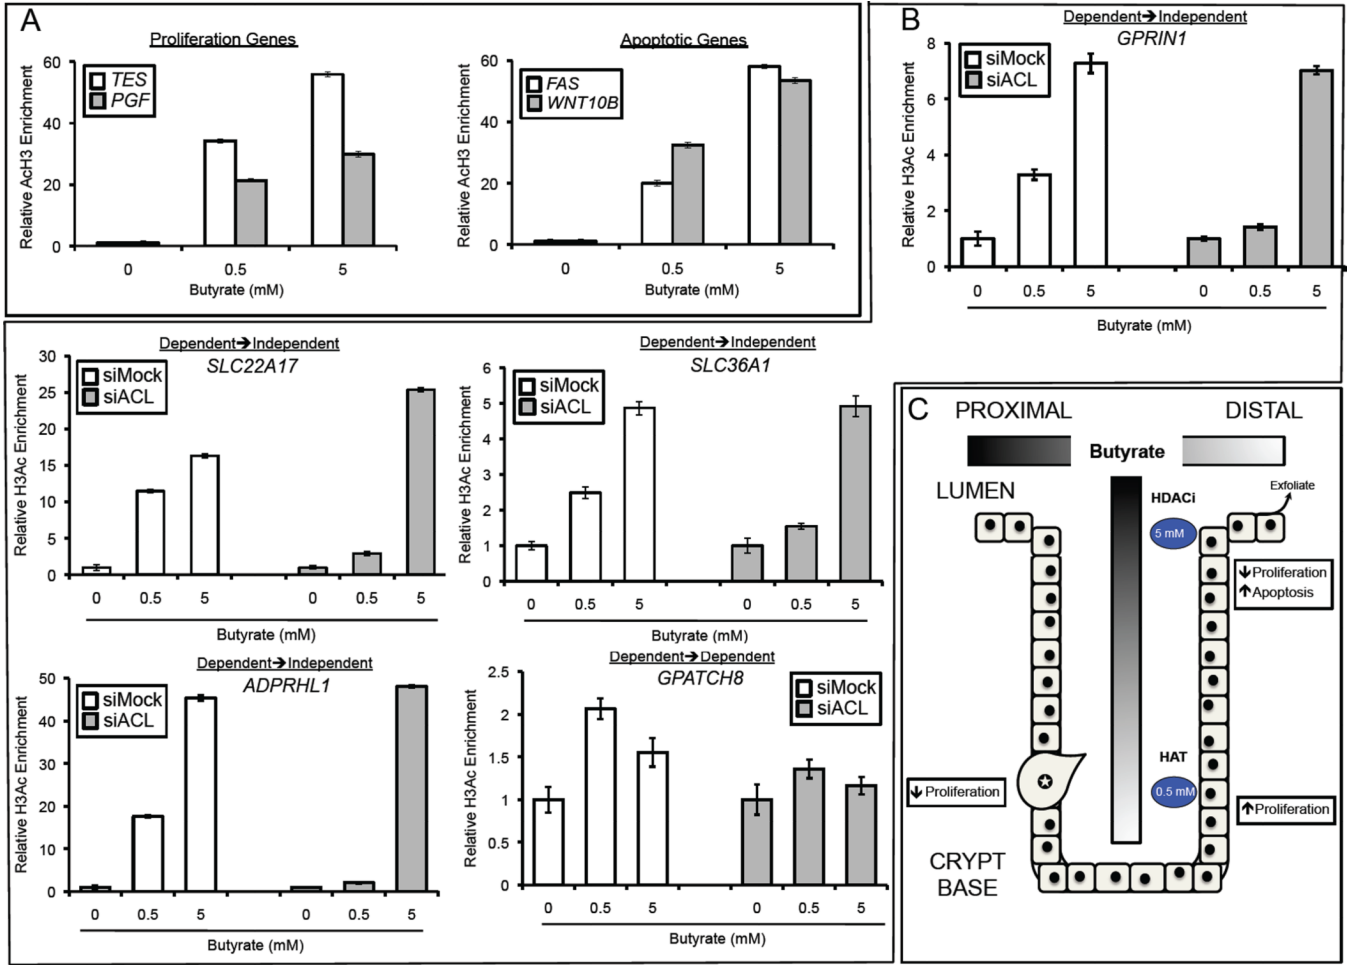 A
Proliferation Genes
TES
PGF
Relative AcH3 Enrichment
60
40
20
0
0 0.5 5
Butyrate (mM)
Apoptotic Genes
FAS
WNT10B
Relative AcH3 Enrichment
60
40
20
0
0 0.5 5
Butyrate (mM)
B
Dependent➔Independent
GPRIN1
siMock
siACL
Relative H3Ac Enrichment
8
6
4
2
0
0 0.5 5 0 0.5 5
Butyrate (mM)
Dependent➔Independent
SLC22A17
siMock
siACL
Relative H3Ac Enrichment
30
25
20
15
10
5
0
0 0.5 5 0 0.5 5
Butyrate (mM)
Dependent➔Independent
SLC36A1
siMock
siACL
Relative H3Ac Enrichment
6
5
4
3
2
1
0
0 0.5 5 0 0.5 5
Butyrate (mM)
Dependent➔Independent
ADPRHL1
siMock
siACL
Relative H3Ac Enrichment
50
40
30
20
10
0
0 0.5 5 0 0.5 5
Butyrate (mM)
Dependent➔Dependent
GPATCH8
siMock
siACL
Relative H3Ac Enrichment
2.5
2
1.5
1
0.5
0
0 0.5 5 0 0.5 5
Butyrate (mM)
C
PROXIMAL DISTAL
Butyrate
LUMEN
HDACi
Exfoliate
5 mM
↓Proliferation
↑Apoptosis
HAT
0.5 mM
↓Proliferation
↑Proliferation
CRYPT
BASE